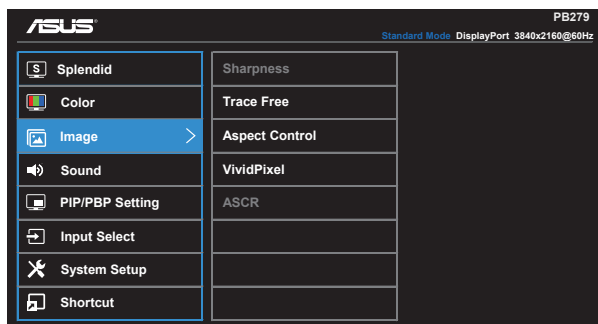 ASUS
PB279
Standard Mode DisplayPort 3840x2160@60Hz
S Splendid
Color
Image
Sound
PIP/PBP Setting
Input Select
System Setup
Shortcut
Sharpness
Trace Free
Aspect Control
VividPixel
ASCR